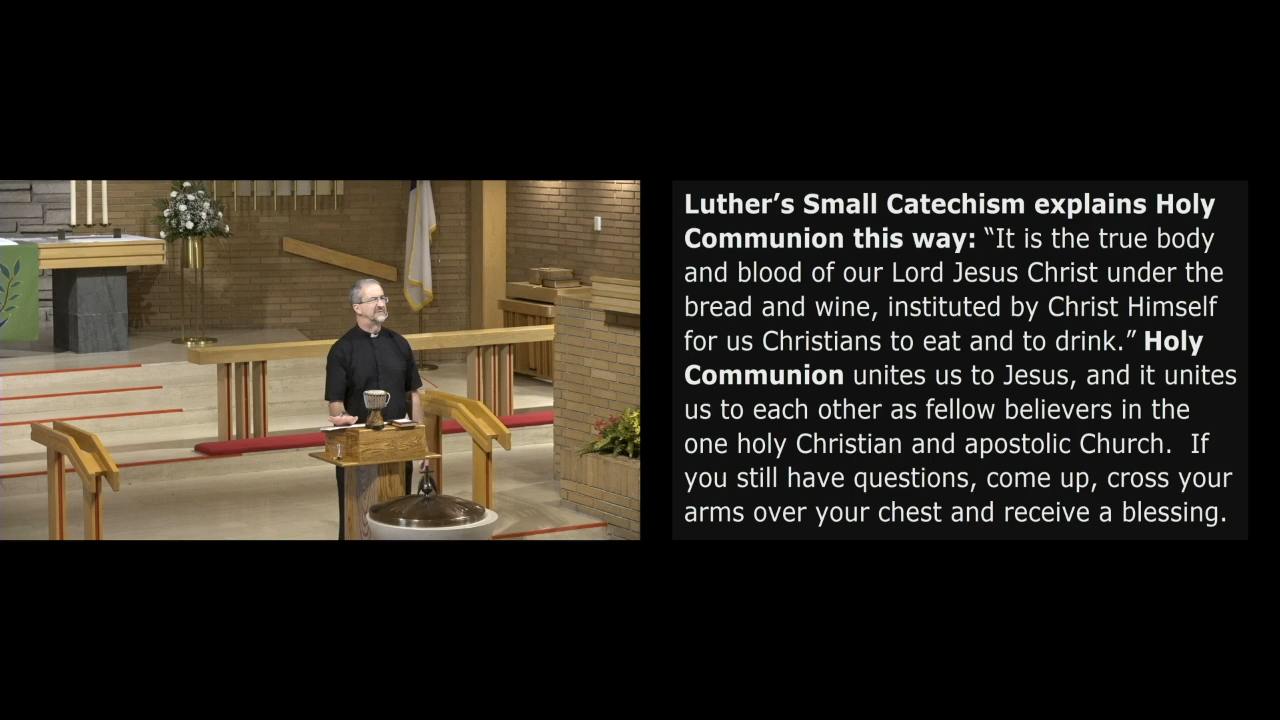 Luther’s Small Catechism explains Holy
Communion this way: “It is the true body
and blood of our Lord Jesus Christ under the
bread and wine, instituted by Christ Himself
for us Christians to eat and to drink.” Holy
Communion unites us to Jesus, and it unites
us to each other as fellow believers in the
one holy Christian and apostolic Church.  If
you still have questions, come up, cross your
arms over your chest and receive a blessing.